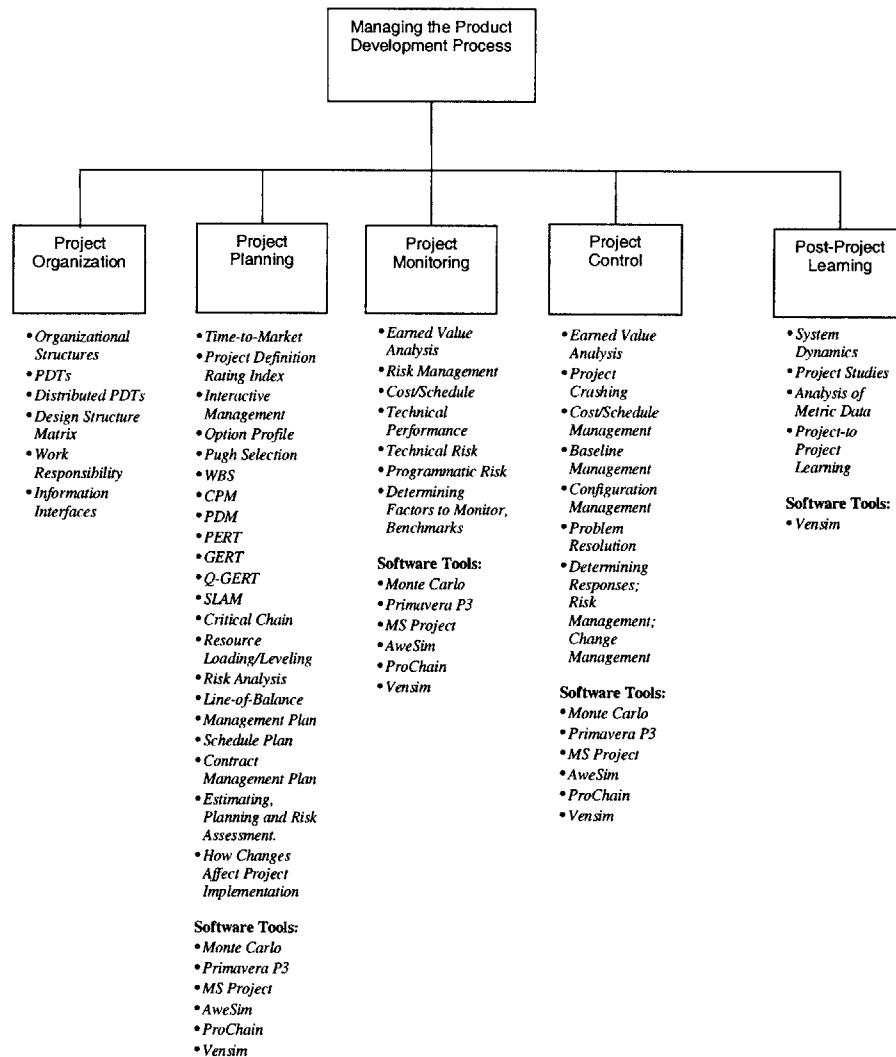 Managing the Product
Development Process
Project
Organization
• Organizational
Structures
• PDTs
• Distributed PDTs
• Design Structure
Matrix
• Work
Responsibility
• Information
Interfaces
Project
Planning
• Time-to-Market
• Project Definition
Rating Index
• Interactive
Management
• Option Profile
• Pugh Selection
• WBS
• CPM
• PDM
• PERT
• GERT
• Q-GERT
• SLAM
• Critical Chain
• Resource
Loading/Leveling
• Risk Analysis
• Line-of-Balance
• Management Plan
• Schedule Plan
• Contract
Management Plan
• Estimating,
Planning and Risk
Assessment.
• How Changes
Affect Project
Implementation
Software Tools:
• Monte Carlo
• Primavera P3
• MS Project
• AweSim
• ProChain
• Vensim
Project
Monitoring
• Earned Value
Analysis
• Risk Management
• Cost/Schedule
• Technical
Performance
• Technical Risk
• Programmatic Risk
• Determining
Factors to Monitor,
Benchmarks
Software Tools:
• Monte Carlo
• Primavera P3
• MS Project
• AweSim
• ProChain
• Vensim
Project
Control
• Earned Value
Analysis
• Project
Crashing
• Cost/Schedule
Management
• Baseline
Management
• Configuration
Management
• Problem
Resolution
• Determining
Responses;
Risk
Management;
Change
Management
Software Tools:
• Monte Carlo
• Primavera P3
• MS Project
• AweSim
• ProChain
• Vensim
Post-Project
Learning
• System
Dynamics
• Project Studies
• Analysis of
Metric Data
• Project-to
Project
Learning
Software Tools:
• Vensim